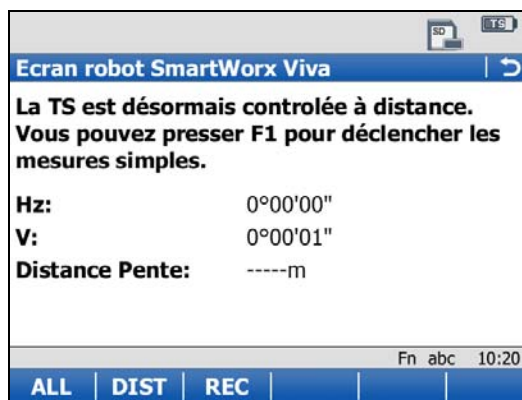 SD TS
Ecran robot SmartWorx Viva
La TS est désormais controlée à distance.
Vous pouvez presser F1 pour déclencher les
mesures simples.
Hz: 0°00'00"
V: 0°00'01"
Distance Pente: -----m
Fn abc 10:20
ALL DIST REC